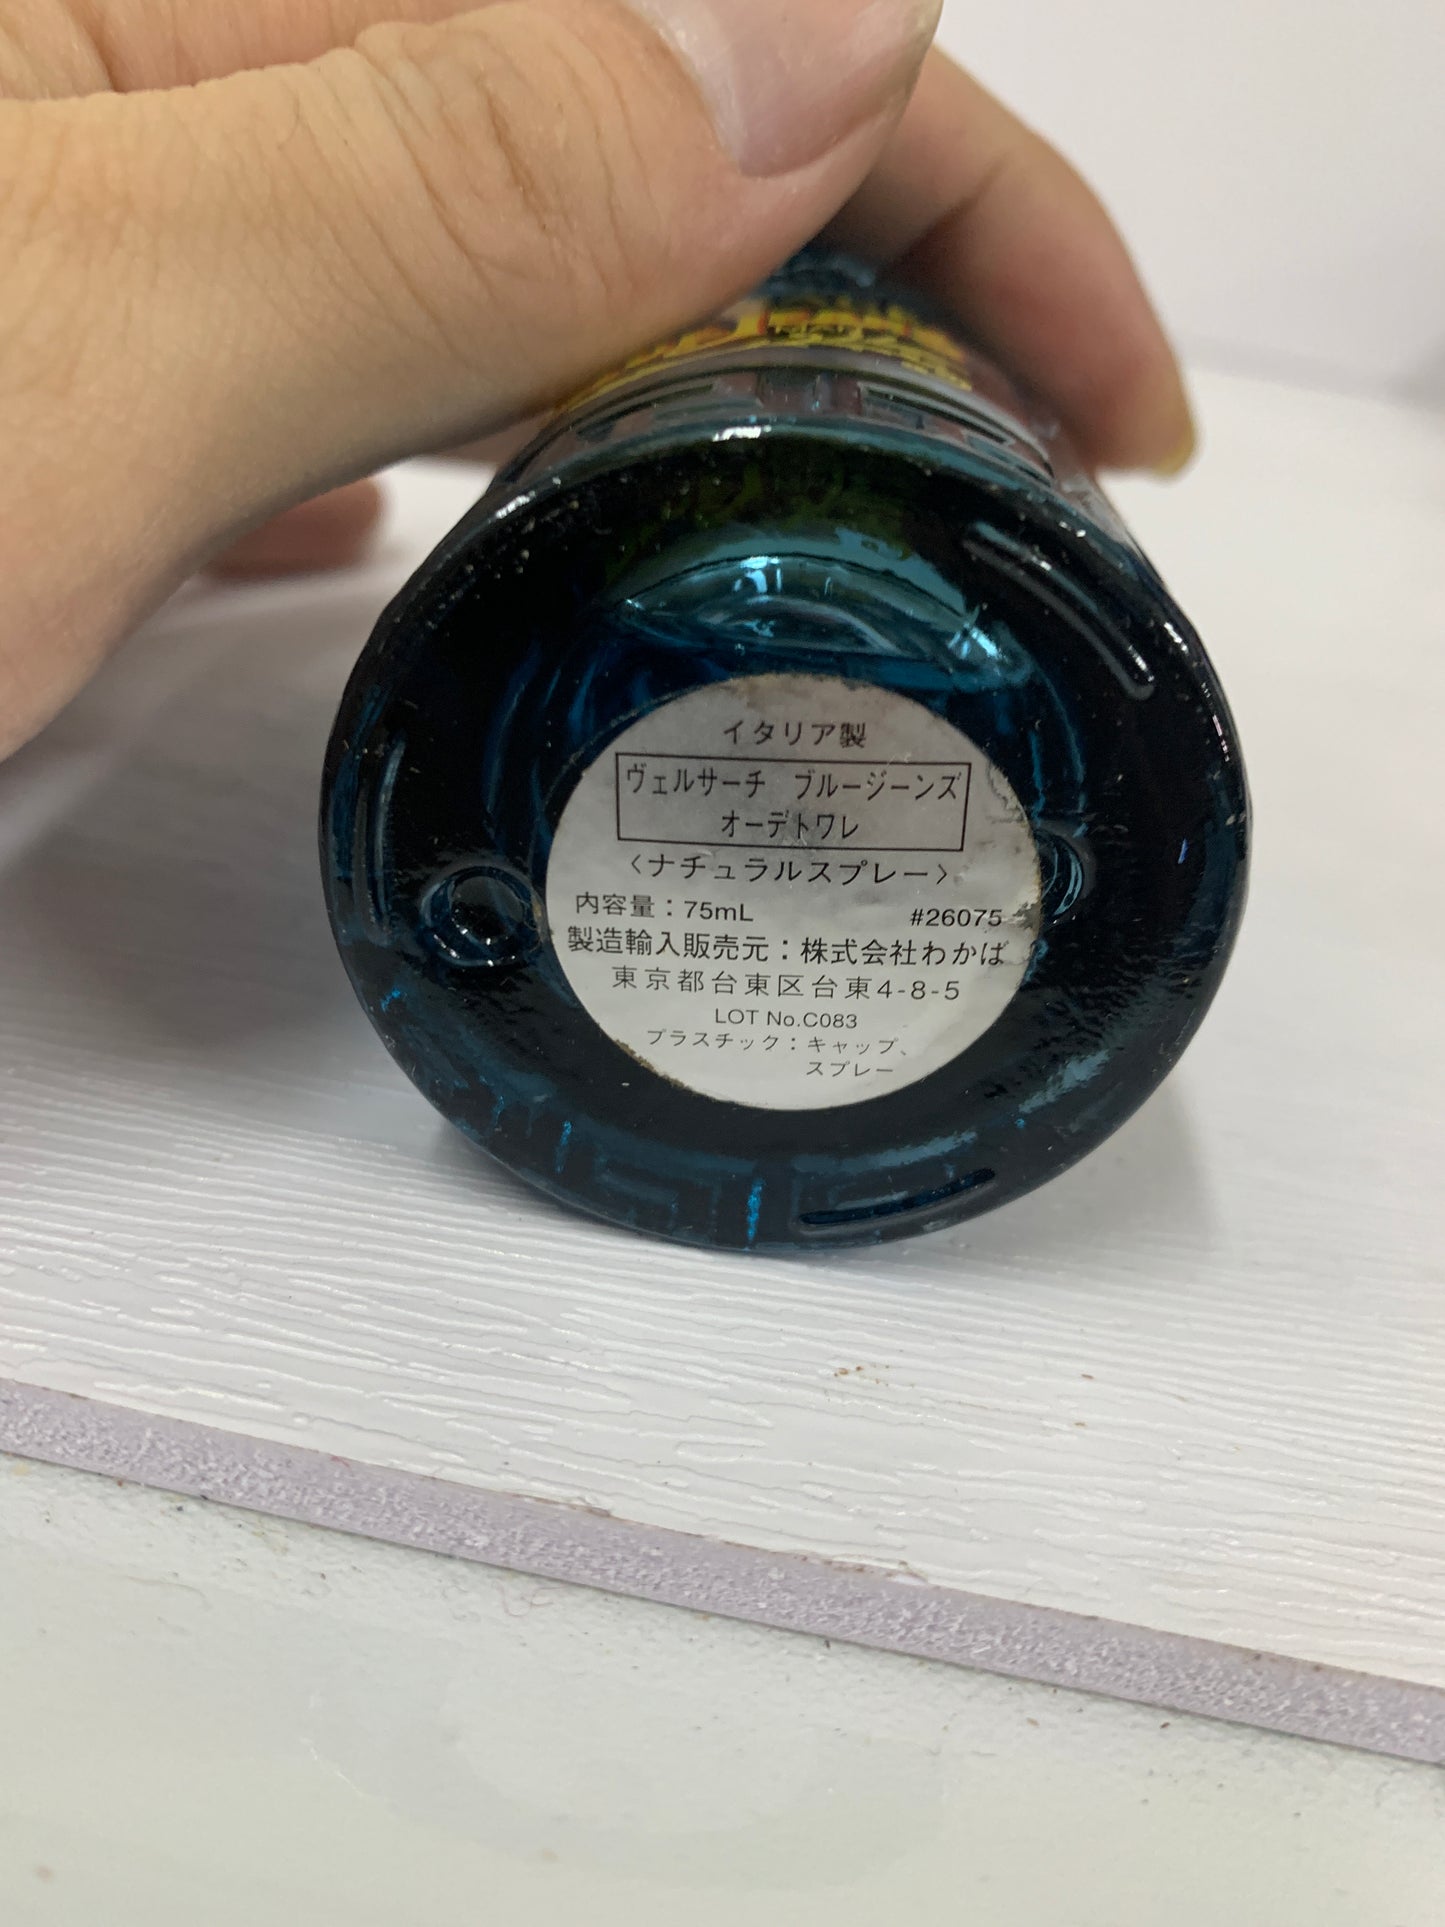 イタリア製
ヴェルサーチ ブルージーンズ
オーデトワレ
〈ナチュラルスプレー〉
内容量：75mL #26075
製造輸入販売元：株式会社わかば
東京都台東区台東4-8-5
LOT No.C083
プラスチック：キャップ、
スプレー